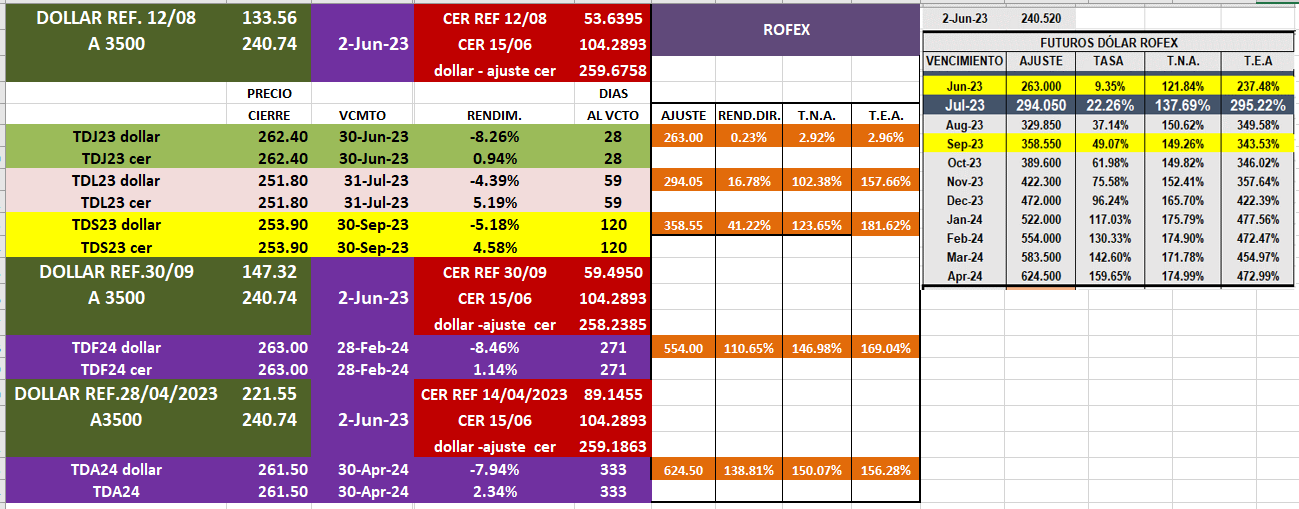 DOLLAR REF. 12/08 133.56 CER REF 12/08 53.6395 ROFEX
A 3500 240.74 2-Jun-23 CER 15/06 104.2893
dollar - ajuste cer 259.6758
PRECIO DIAS
CIERRE VCMTO RENDIM. AL VCTO AJUSTE REND.DIR. T.N.A. T.E.A.
TDJ23 dollar 262.40 30-Jun-23 -8.26% 28 263.00 0.23% 2.92% 2.96%
TDJ23 cer 262.40 30-Jun-23 0.94% 28
TDL23 dollar 251.80 31-Jul-23 -4.39% 59 294.05 16.78% 102.38% 157.66%
TDL23 cer 251.80 31-Jul-23 5.19% 59
TDS23 dollar 253.90 30-Sep-23 -5.18% 120 358.55 41.22% 123.65% 181.62%
TDS23 cer 253.90 30-Sep-23 4.58% 120
DOLLAR REF.30/09 147.32 CER REF 30/09 59.4950
A 3500 240.74 2-Jun-23 CER 15/06 104.2893
dollar -ajuste cer 258.2385
TDF24 dollar 263.00 28-Feb-24 -8.46% 271 554.00 110.65% 146.98% 169.04%
TDF24 cer 263.00 28-Feb-24 1.14% 271
DOLLAR REF.28/04/2023 221.55 CER REF 14/04/2023 89.1455
A3500 240.74 2-Jun-23 CER 15/06 104.2893
dollar -ajuste cer 259.1863
TDA24 dollar 261.50 30-Apr-24 -7.94% 333 624.50 138.81% 150.07% 156.28%
TDA24 261.50 30-Apr-24 2.34% 333
2-Jun-23 240.520
FUTUROS DÓLAR ROFEX
VENCIMIENTO AJUSTE TASA T.N.A. T.E.A
Jun-23 263.000 9.35% 121.84% 237.48%
Jul-23 294.050 22.26% 137.69% 295.22%
Aug-23 329.850 37.14% 150.62% 349.58%
Sep-23 358.550 49.07% 149.26% 343.53%
Oct-23 389.600 61.98% 149.82% 346.02%
Nov-23 422.300 75.58% 152.41% 357.64%
Dec-23 472.000 96.24% 165.70% 422.39%
Jan-24 522.000 117.03% 175.79% 477.56%
Feb-24 554.000 130.33% 174.90% 472.47%
Mar-24 583.500 142.60% 171.78% 454.97%
Apr-24 624.500 159.65% 174.99% 472.99%